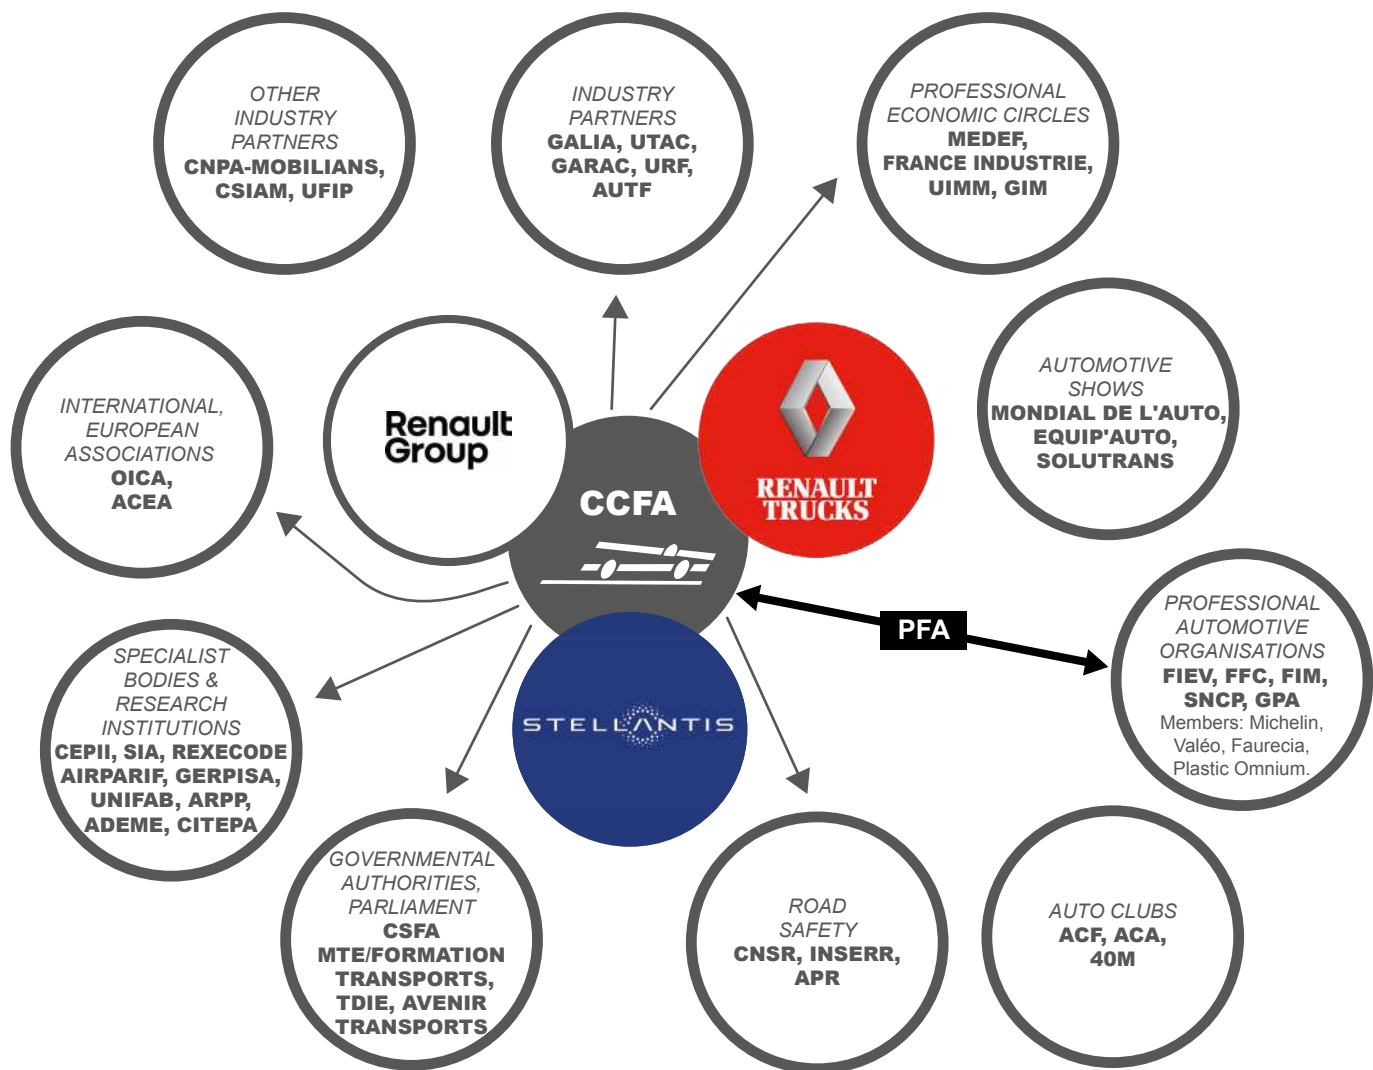 OTHER
INDUSTRY
PARTNERS
CNPA-MOBILIANS,
CSIAM, UFIP
INDUSTRY
PARTNERS
GALIA, UTAC,
GARAC, URF,
AUTF
PROFESSIONAL
ECONOMIC CIRCLES
MEDEF,
FRANCE INDUSTRIE,
UIMM, GIM
INTERNATIONAL,
EUROPEAN
ASSOCIATIONS
OICA,
ACEA
Renault
Group
CCFA
RENAULT
TRUCKS
AUTOMOTIVE
SHOWS
MONDIAL DE L'AUTO,
EQUIP'AUTO,
SOLUTRANS
PFA
PROFESSIONAL
AUTOMOTIVE
ORGANISATIONS
FIEV, FFC, FIM,
SNCP, GPA
Members: Michelin,
Valéo, Faurecia,
Plastic Omnium.
SPECIALIST
BODIES &
RESEARCH
INSTITUTIONS
CEPII, SIA, REXECODE
AIRPARIF, GERPISA,
UNIFAB, ARPP,
ADEME, CITEPA
STELLANTIS
GOVERNMENTAL
AUTHORITIES,
PARLIAMENT
CSFA
MTE/FORMATION
TRANSPORTS,
TDIE, AVENIR
TRANSPORTS
ROAD
SAFETY
CNSR, INSERR,
APR
AUTO CLUBS
ACF, ACA,
40M